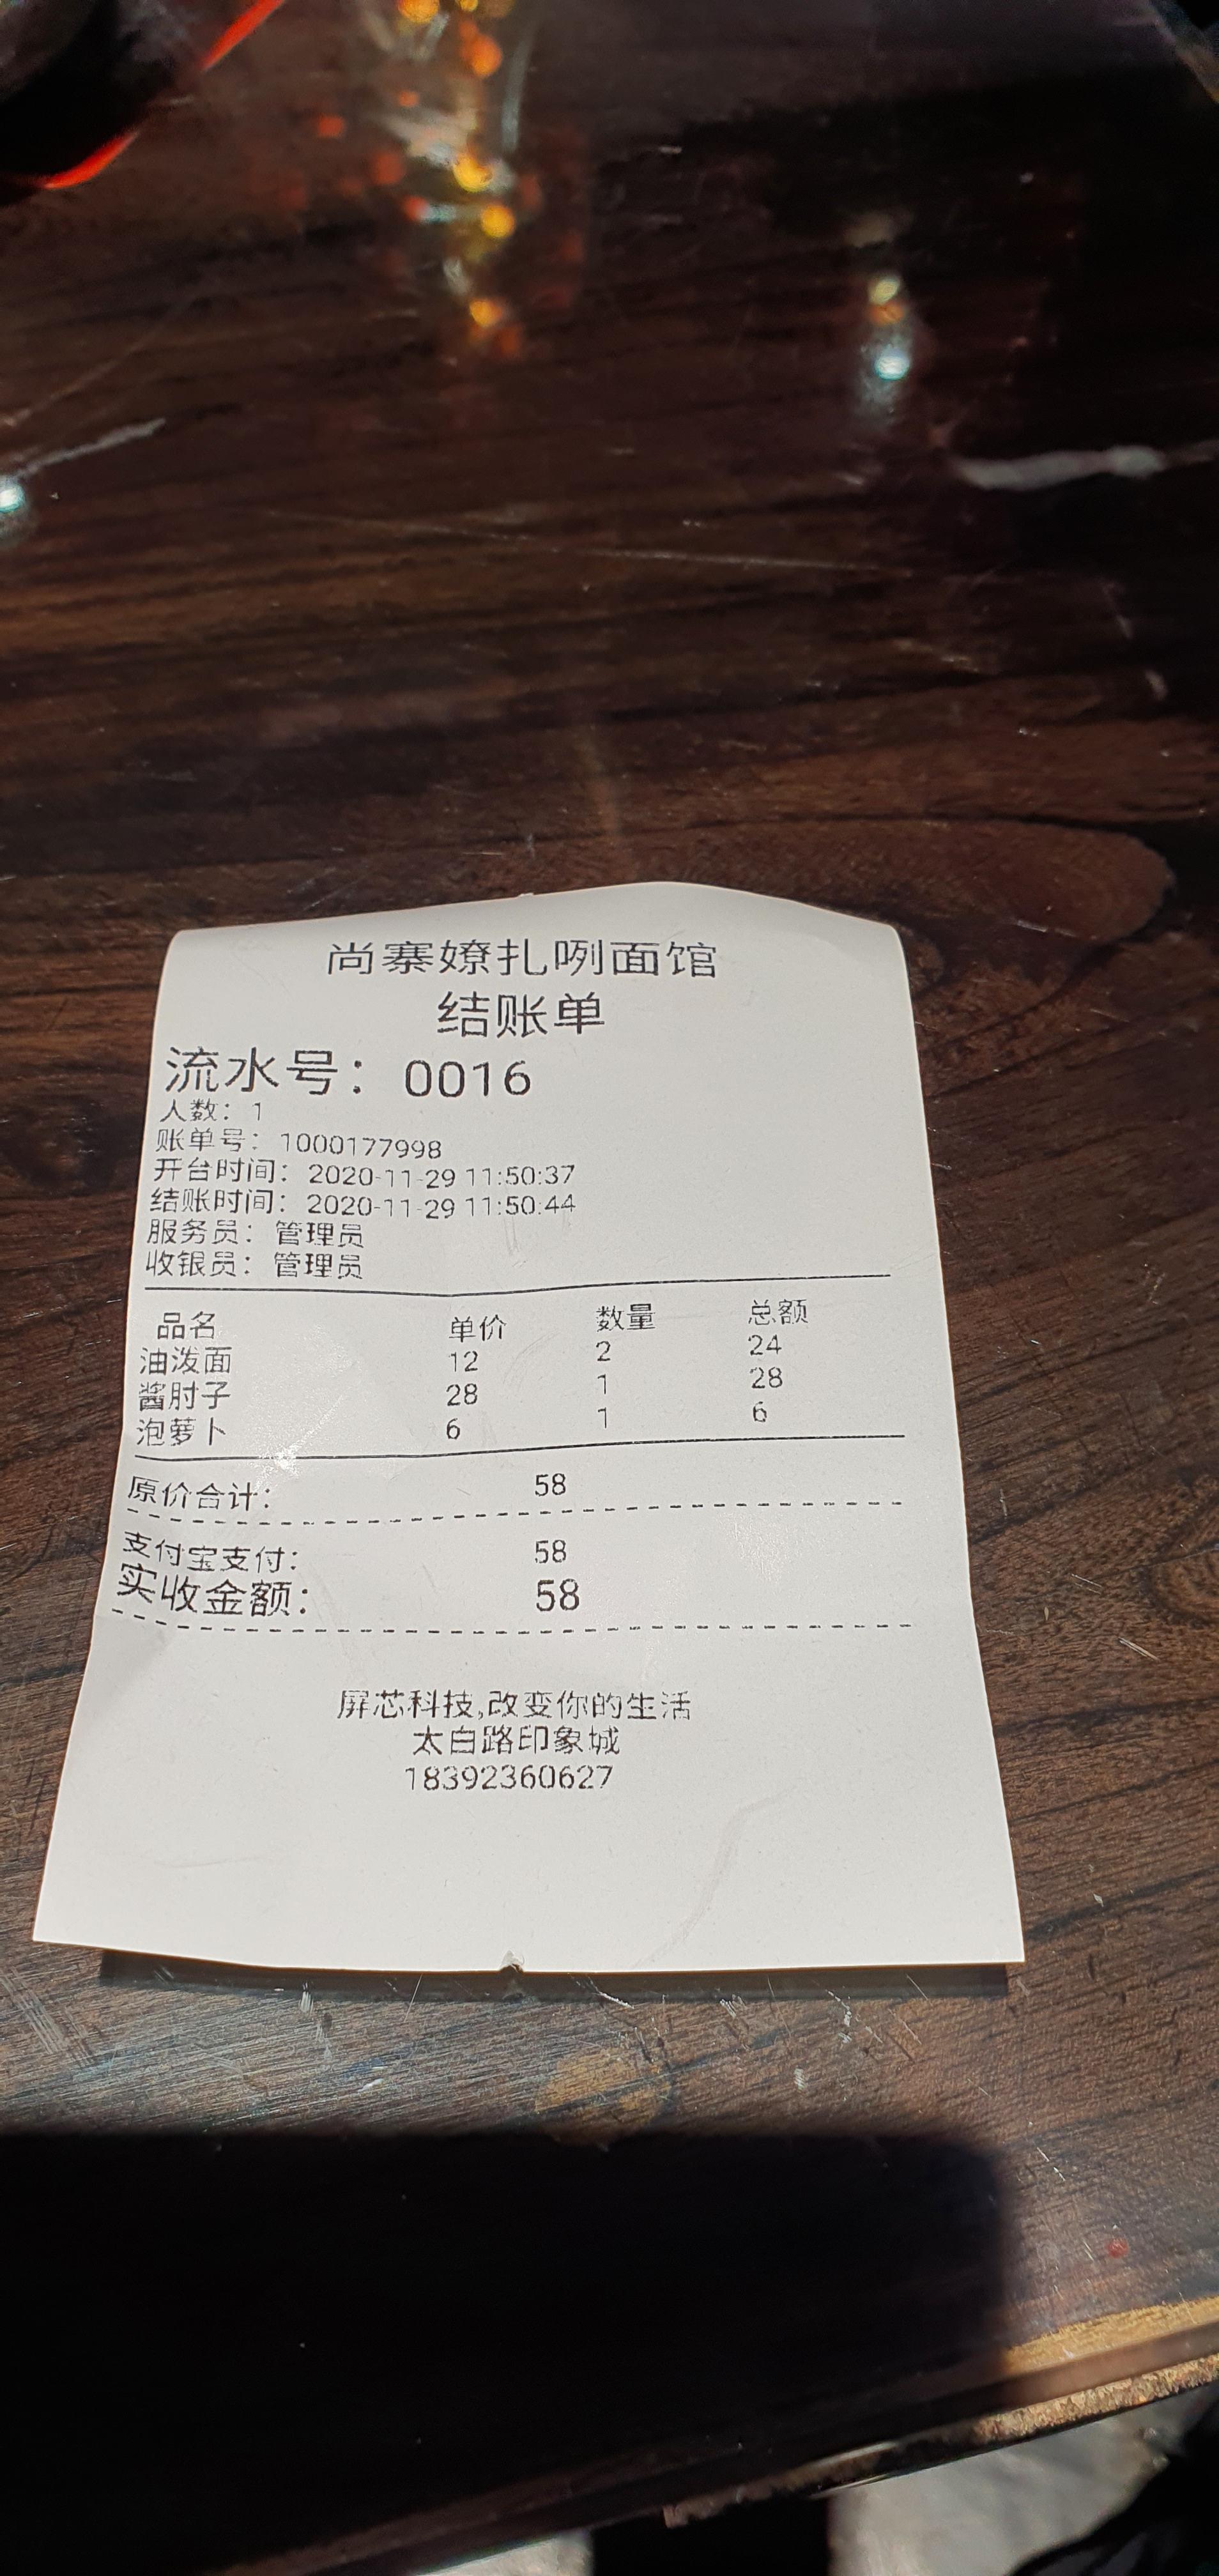 尚寨嫽扎咧面馆
结账单
流水号：0016
人数：1
账单号：1000177998
开台时间：2020-11-29 11:50:37
结账时间：2020-11-29 11:50:44
服务员：管理员
收银员：管理员
品名 单价 数量 总额
油泼面 12 2 24
酱肘子 28 1 28
泡萝卜 6 1 6
原价合计： 58
支付宝支付： 58
实收金额： 58
屏芯科技,改变你的生活
太白路印象城
18392360627